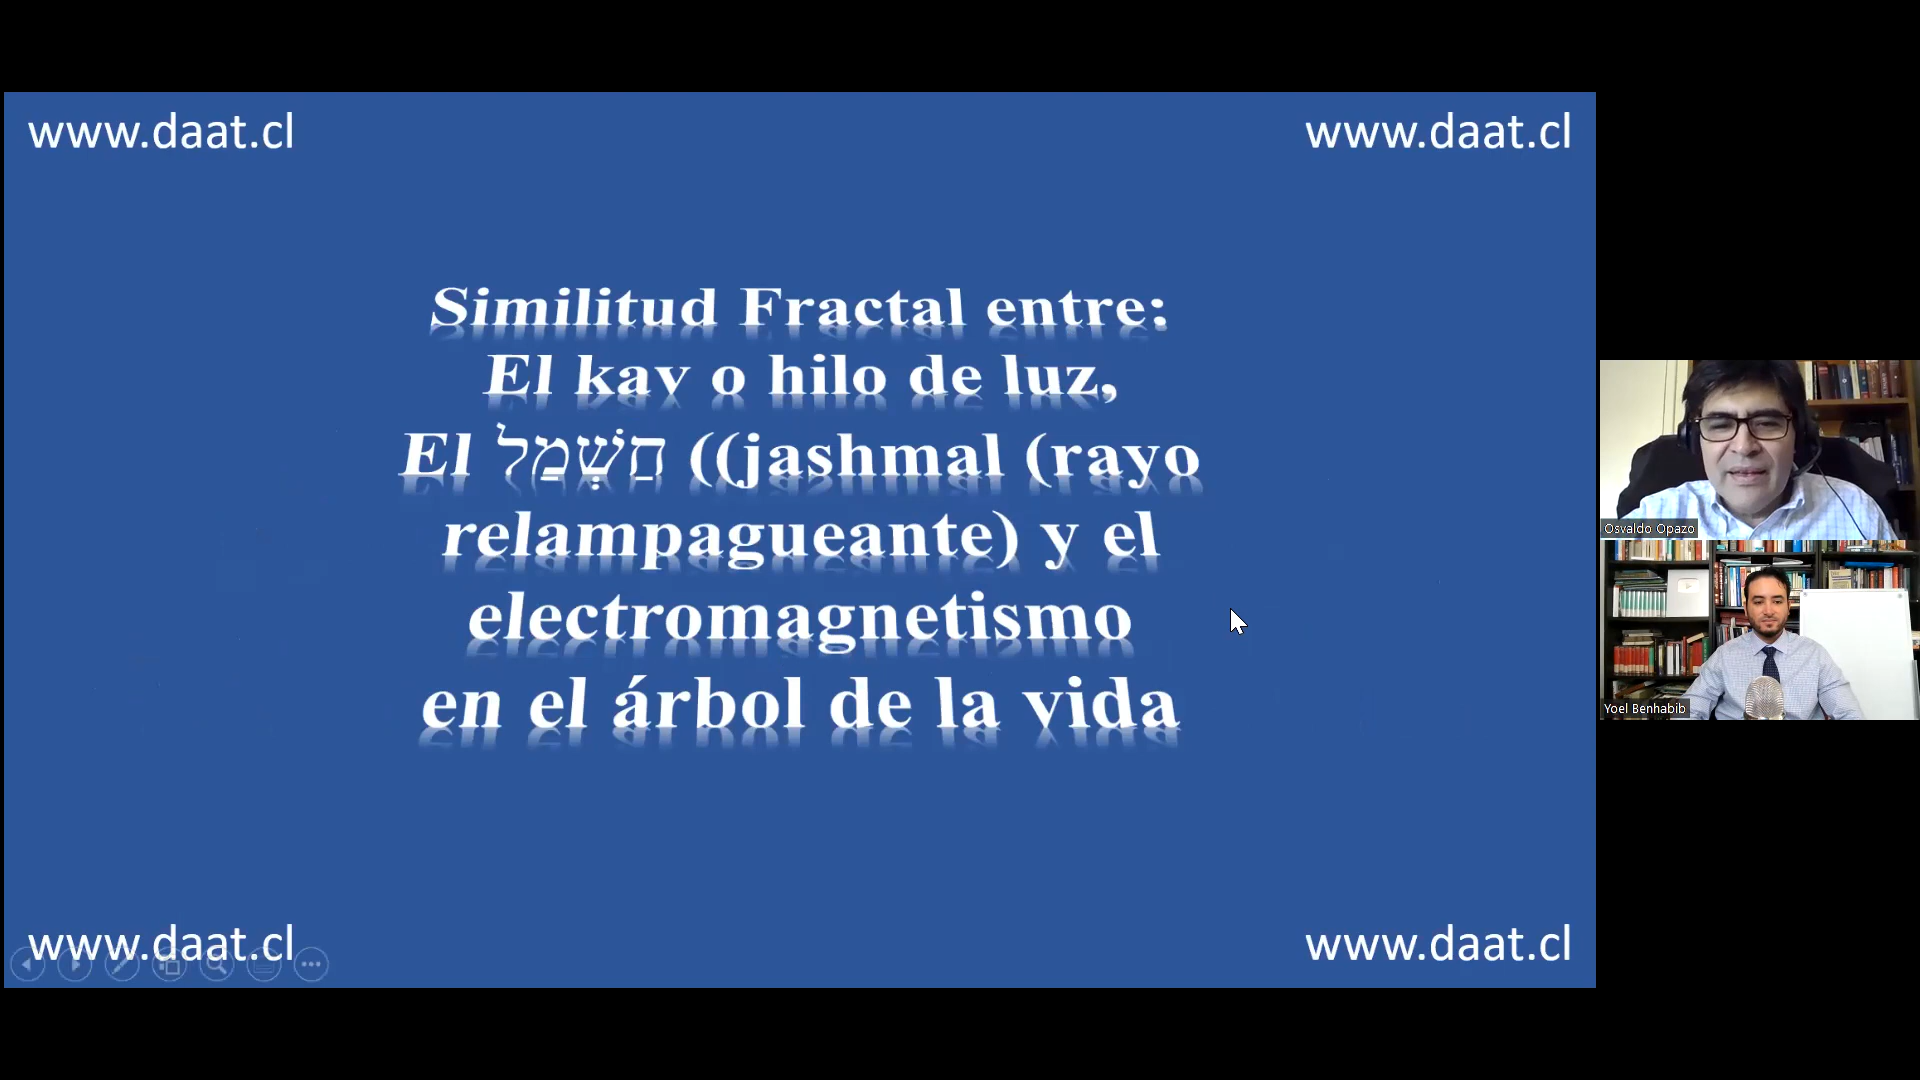 www.daat.cl
www.daat.cl
Similitud Fractal entre:
El kav o hilo de luz,
El חַשְׁמַל ((jashmal (rayo
relampagueante) y el
electromagnetismo
en el árbol de la vida
Osvaldo Opazo
Yoel Benhabib
www.daat.cl
www.daat.cl